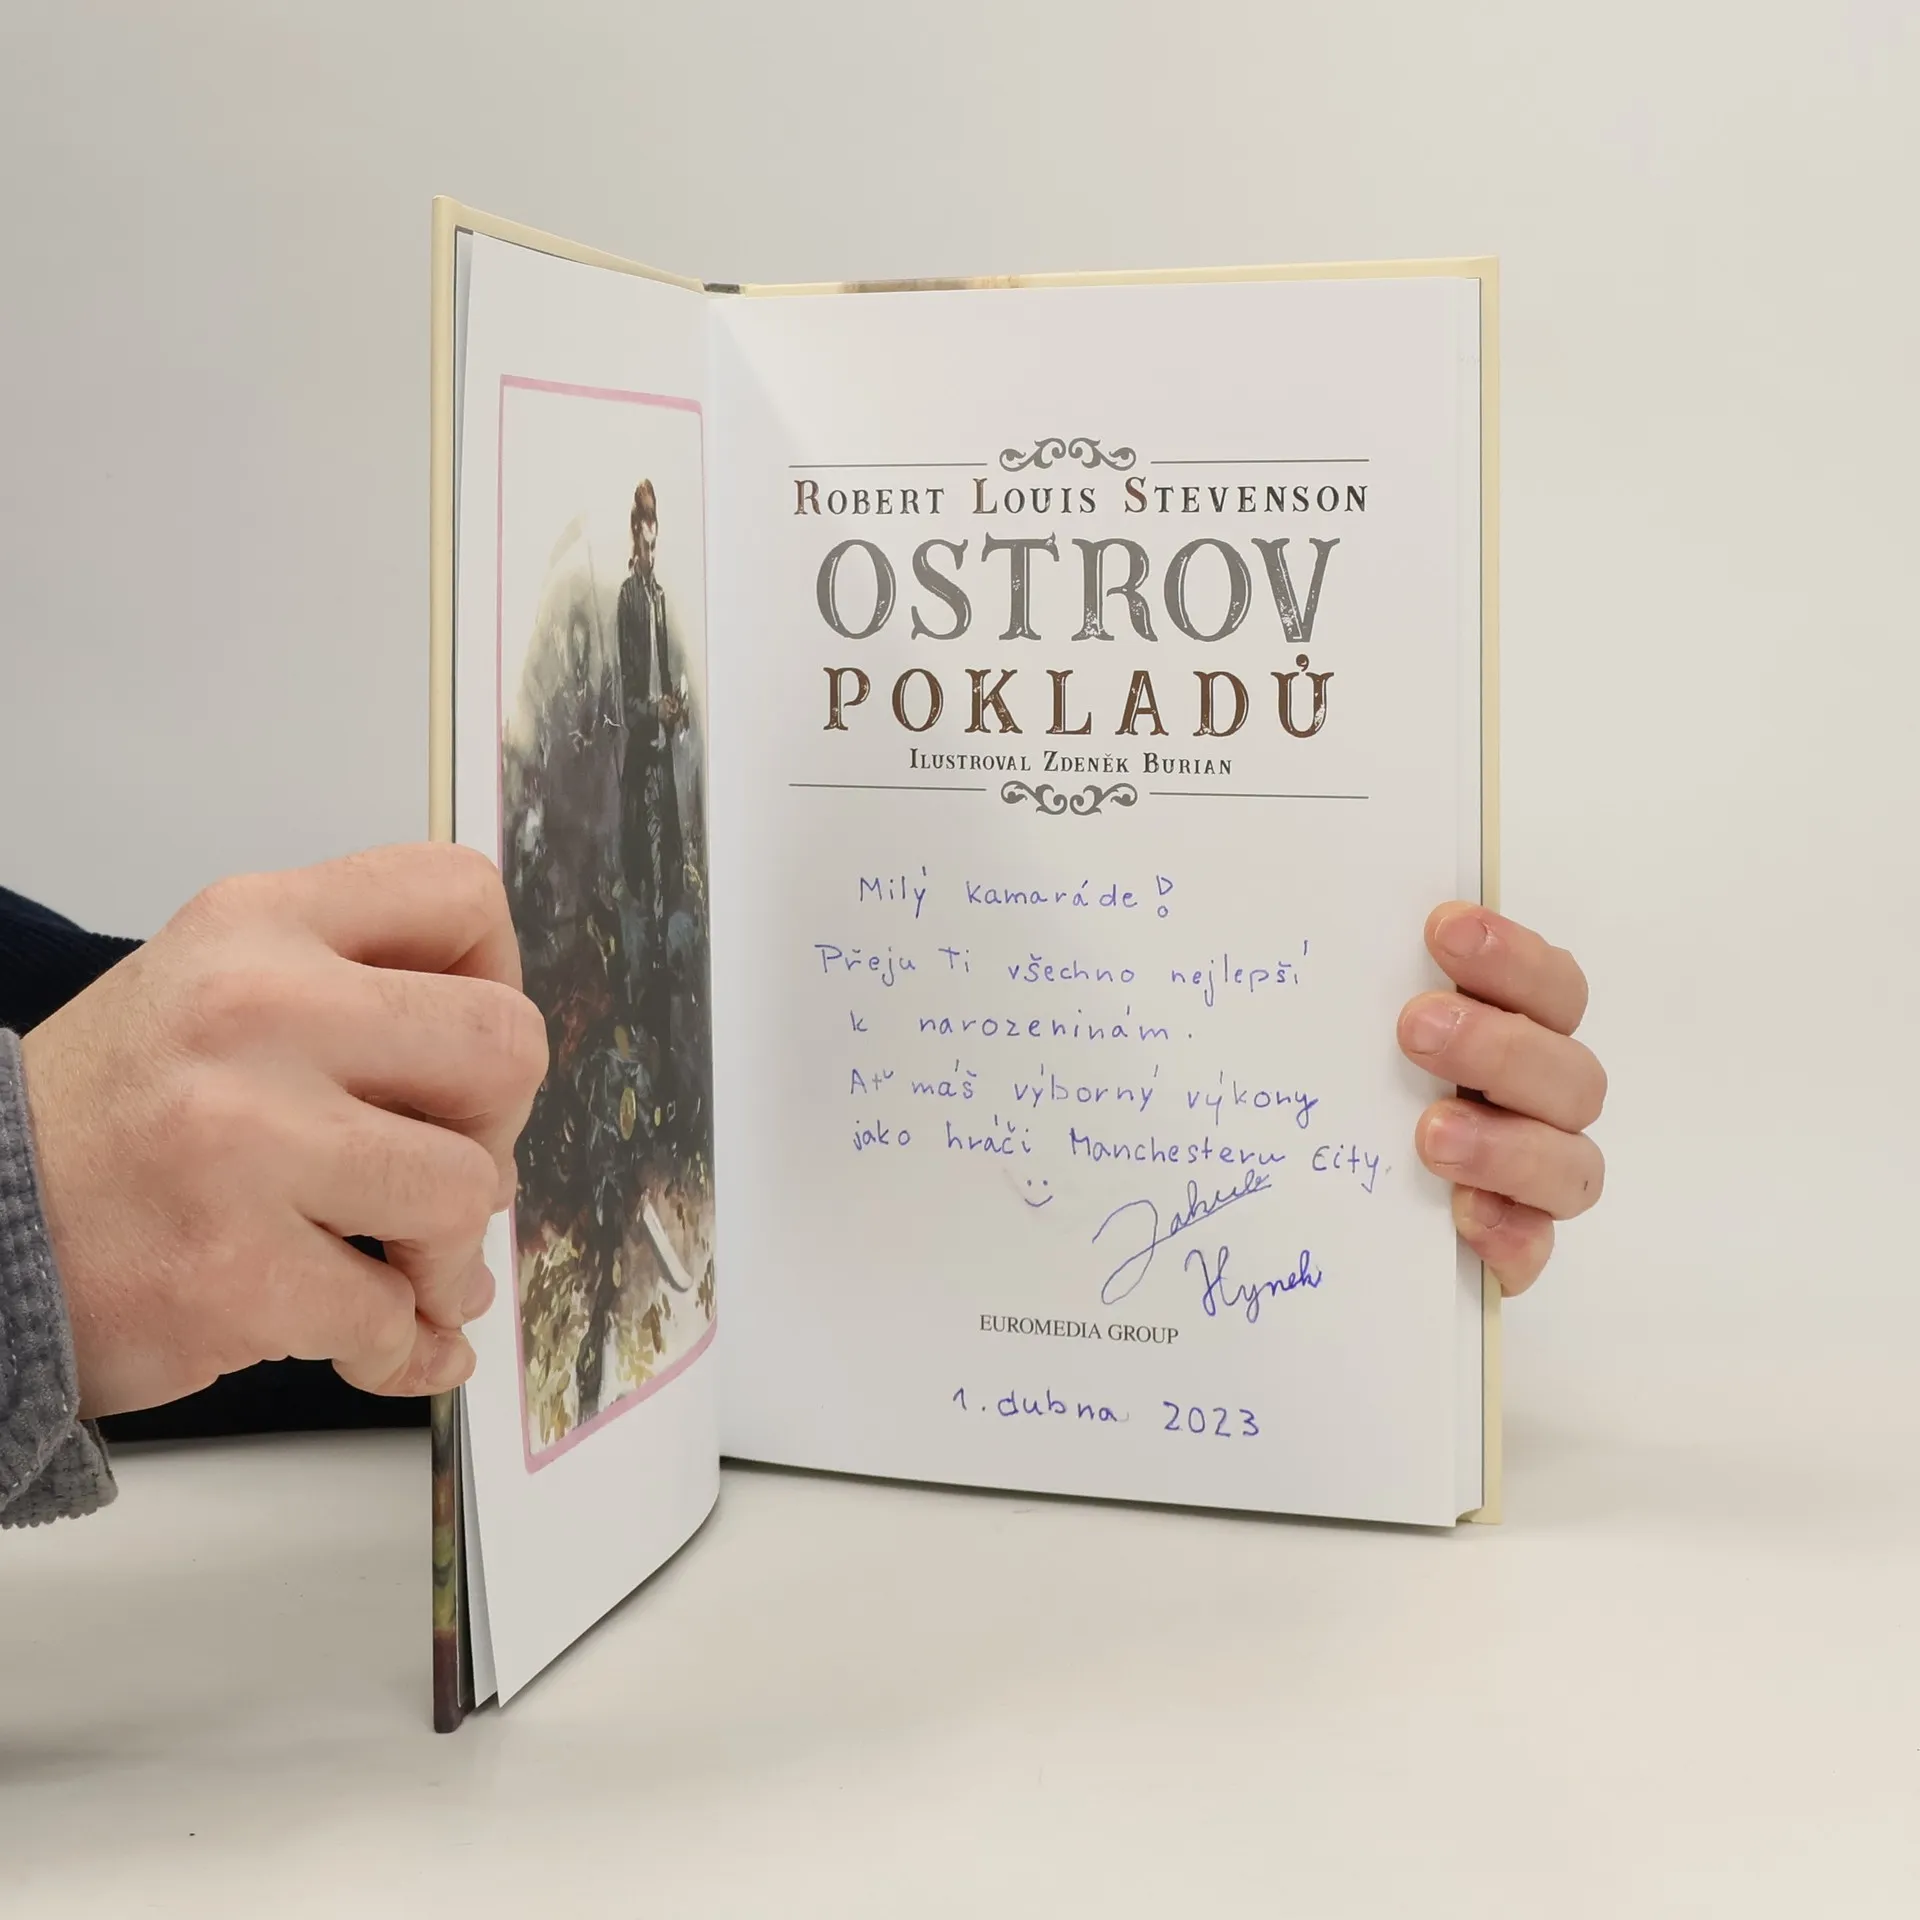 ROBERT LOUIS STEVENSON
OSTROV
POKLADŮ
ILUSTROVAL ZDENĚK BURIAN
Milý kamaráde!
Přeju Ti všechno nejlepší
k narozeninám.
Ať máš výborný výkony
jako hráči Manchesteru City.
Jakub
Hynek
EUROMEDIA GROUP
1. dubna 2023